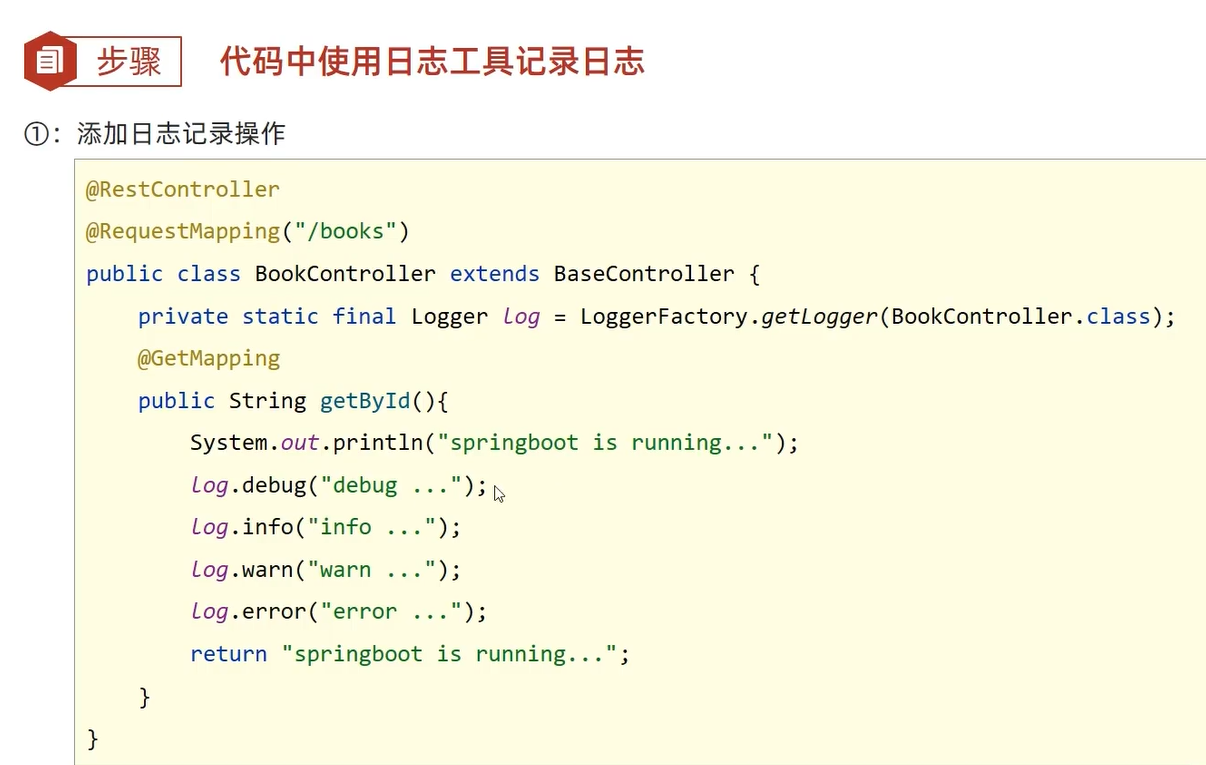 步骤 代码中使用日志工具记录日志
①：添加日志记录操作
@RestController
@RequestMapping("/books")
public class BookController extends BaseController {
    private static final Logger log = LoggerFactory.getLogger(BookController.class);
    @GetMapping
    public String getById(){
        System.out.println("springboot is running...");
        log.debug("debug ...");
        log.info("info ...");
        log.warn("warn ...");
        log.error("error ...");
        return "springboot is running...";
    }
}